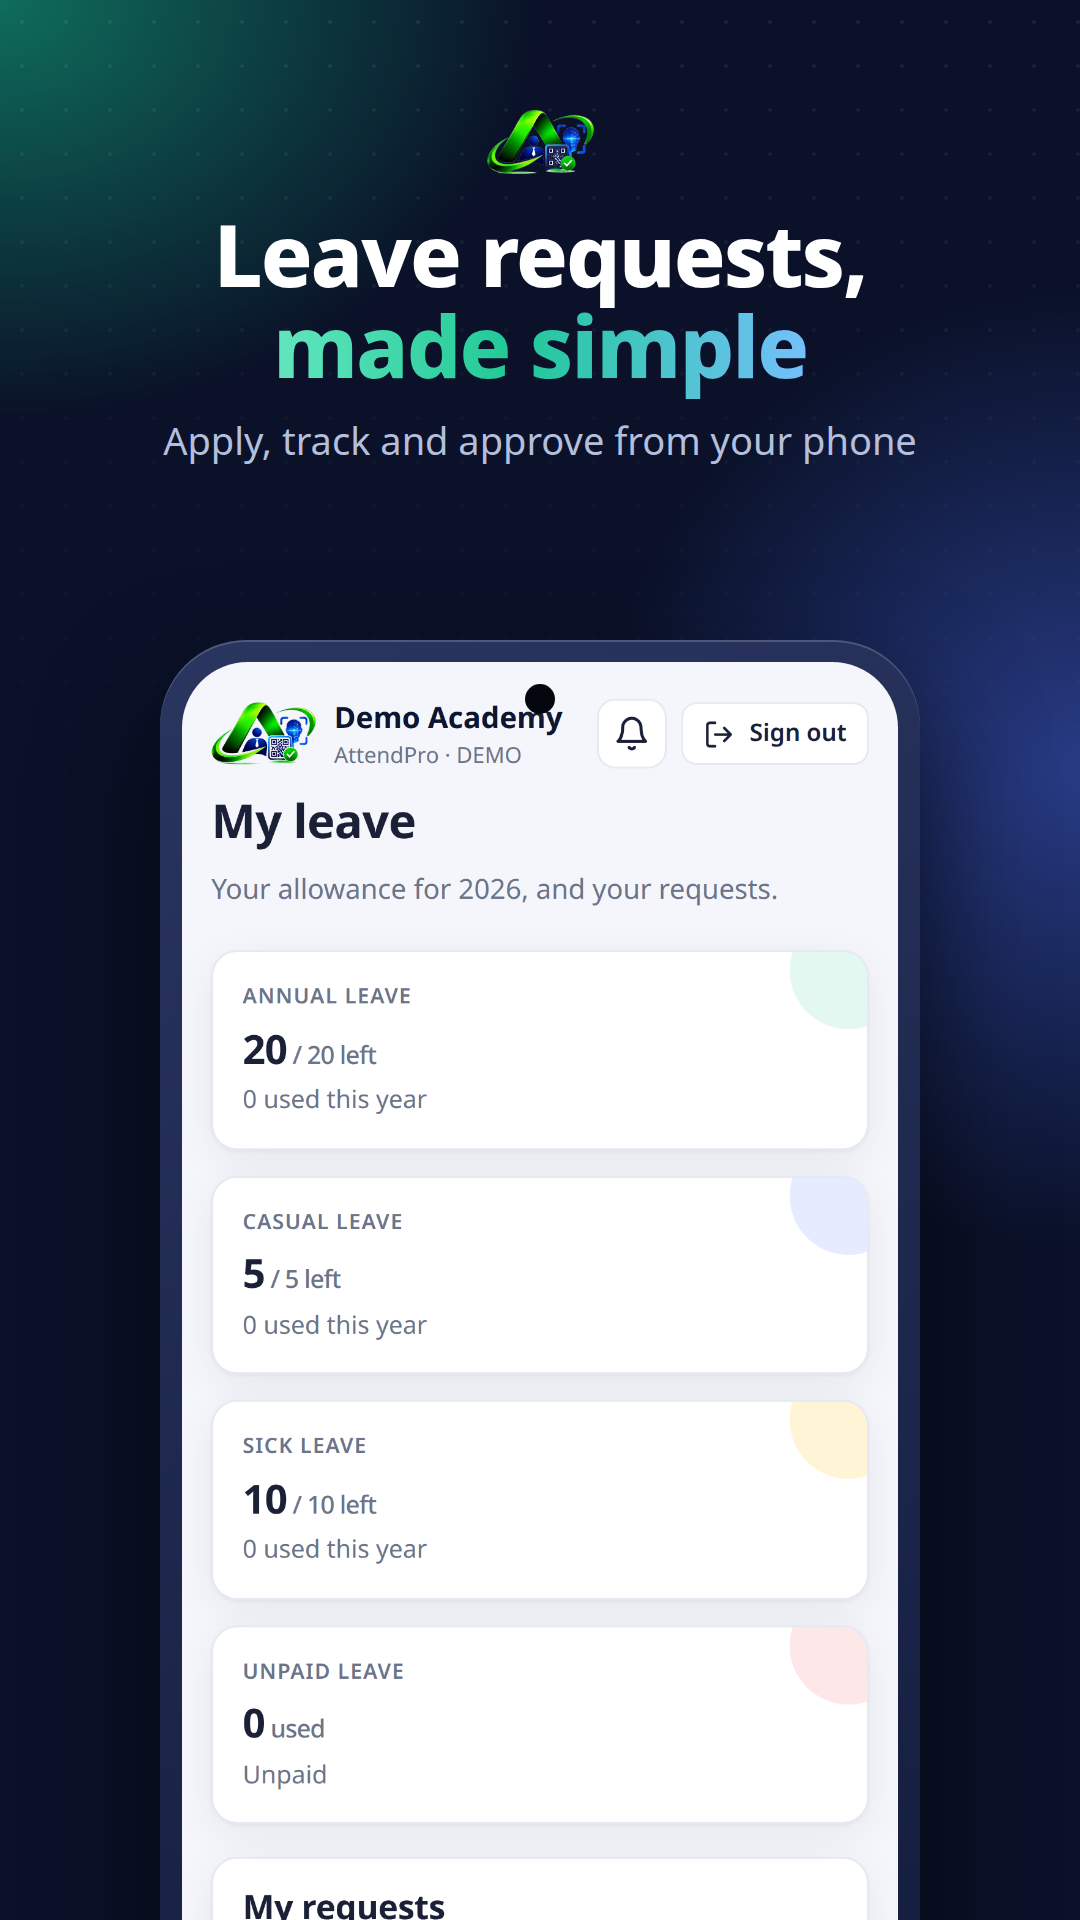 Leave requests,
made simple
Apply, track and approve from your phone
Demo Academy
AttendPro · DEMO
Sign out
My leave
Your allowance for 2026, and your requests.
ANNUAL LEAVE
20 / 20 left
0 used this year
CASUAL LEAVE
5 / 5 left
0 used this year
SICK LEAVE
10 / 10 left
0 used this year
UNPAID LEAVE
0 used
Unpaid
My requests